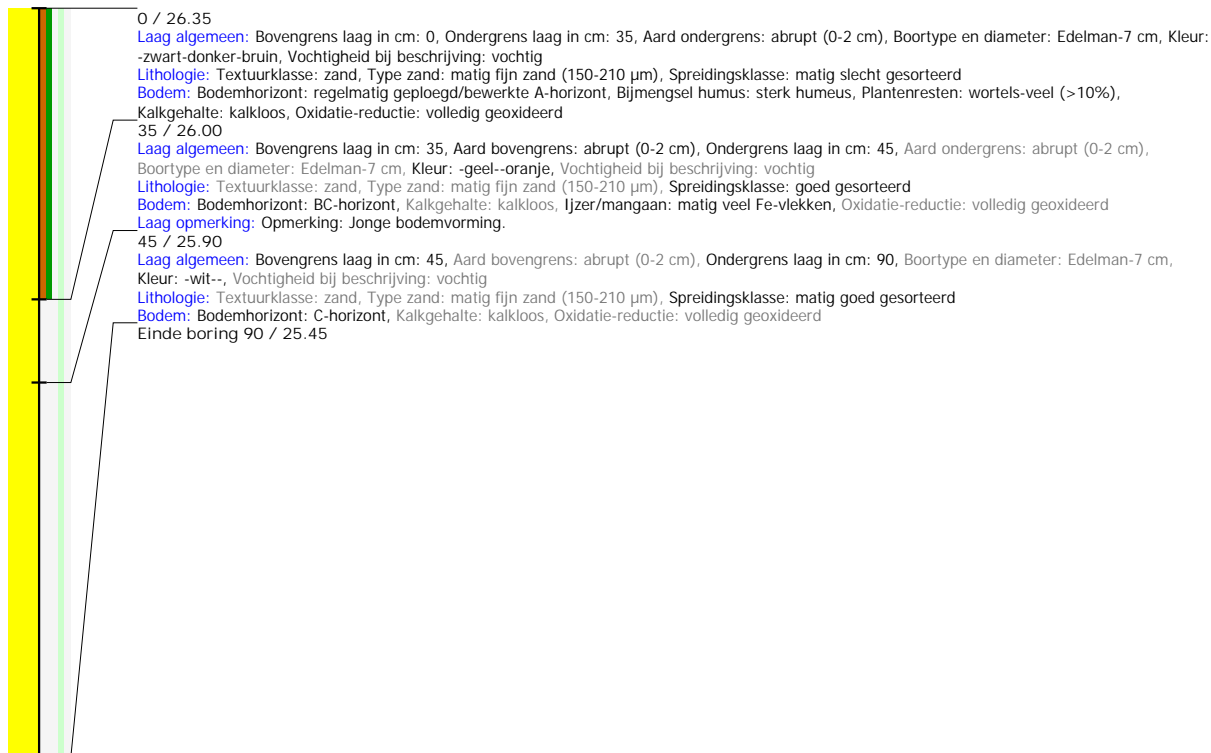 0 / 26.35
Laag algemeen: Bovengrens laag in cm: 0, Ondergrens laag in cm: 35, Aard ondergrens: abrupt (0-2 cm), Boortype en diameter: Edelman-7 cm, Kleur:
-zwart-donker-bruin, Vochtigheid bij beschrijving: vochtig
Lithologie: Textuurklasse: zand, Type zand: matig fijn zand (150-210 µm), Spreidingsklasse: matig slecht gesorteerd
Bodem: Bodemhorizont: regelmatig geploegd/bewerkte A-horizont, Bijmengsel humus: sterk humeus, Plantenresten: wortels-veel (>10%),
Kalkgehalte: kalkloos, Oxidatie-reductie: volledig geoxideerd
35 / 26.00
Laag algemeen: Bovengrens laag in cm: 35, Aard bovengrens: abrupt (0-2 cm), Ondergrens laag in cm: 45, Aard ondergrens: abrupt (0-2 cm),
Boortype en diameter: Edelman-7 cm, Kleur: -geel--oranje, Vochtigheid bij beschrijving: vochtig
Lithologie: Textuurklasse: zand, Type zand: matig fijn zand (150-210 µm), Spreidingsklasse: goed gesorteerd
Bodem: Bodemhorizont: BC-horizont, Kalkgehalte: kalkloos, Ijzer/mangaan: matig veel Fe-vlekken, Oxidatie-reductie: volledig geoxideerd
Laag opmerking: Opmerking: Jonge bodemvorming.
45 / 25.90
Laag algemeen: Bovengrens laag in cm: 45, Aard bovengrens: abrupt (0-2 cm), Ondergrens laag in cm: 90, Boortype en diameter: Edelman-7 cm,
Kleur: -wit--, Vochtigheid bij beschrijving: vochtig
Lithologie: Textuurklasse: zand, Type zand: matig fijn zand (150-210 µm), Spreidingsklasse: matig goed gesorteerd
Bodem: Bodemhorizont: C-horizont, Kalkgehalte: kalkloos, Oxidatie-reductie: volledig geoxideerd
Einde boring 90 / 25.45